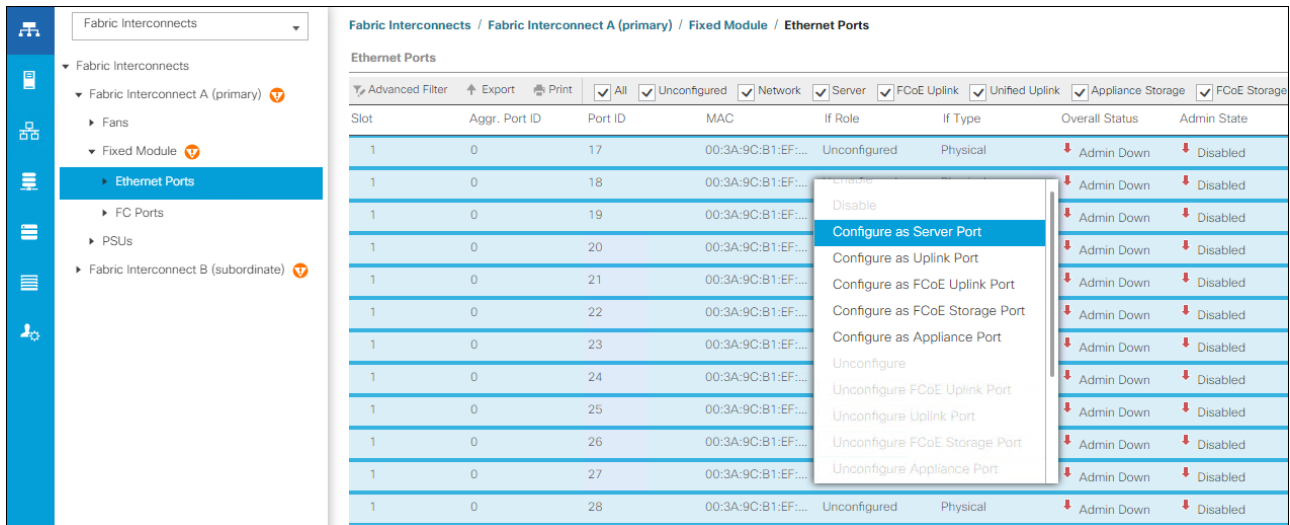 Fabric Interconnects
Fabric Interconnects / Fabric Interconnect A (primary) / Fixed Module / Ethernet Ports
Fabric Interconnects
Fabric Interconnect A (primary)
Fans
Fixed Module
Ethernet Ports
FC Ports
PSUs
Fabric Interconnect B (subordinate)
Ethernet Ports
Advanced Filter Export Print All Unconfigured Network Server FCoE Uplink Unified Uplink Appliance Storage FCoE Storage
Slot Aggr. Port ID Port ID MAC If Role If Type Overall Status Admin State
1 0 17 00:3A:9C:B1:EF:... Unconfigured Physical Admin Down Disabled
1 0 18 00:3A:9C:B1:EF:... Admin Down Disabled
1 0 19 00:3A:9C:B1:EF:... Admin Down Disabled
1 0 20 00:3A:9C:B1:EF:... Admin Down Disabled
1 0 21 00:3A:9C:B1:EF:... Admin Down Disabled
1 0 22 00:3A:9C:B1:EF:... Admin Down Disabled
1 0 23 00:3A:9C:B1:EF:... Admin Down Disabled
1 0 24 00:3A:9C:B1:EF:... Admin Down Disabled
1 0 25 00:3A:9C:B1:EF:... Admin Down Disabled
1 0 26 00:3A:9C:B1:EF:... Admin Down Disabled
1 0 27 00:3A:9C:B1:EF:... Admin Down Disabled
1 0 28 00:3A:9C:B1:EF:... Unconfigured Physical Admin Down Disabled
Disable
Configure as Server Port
Configure as Uplink Port
Configure as FCoE Uplink Port
Configure as FCoE Storage Port
Configure as Appliance Port
Unconfigure
Unconfigure FCoE Uplink Port
Unconfigure Uplink Port
Unconfigure FCoE Storage Port
Unconfigure Appliance Port